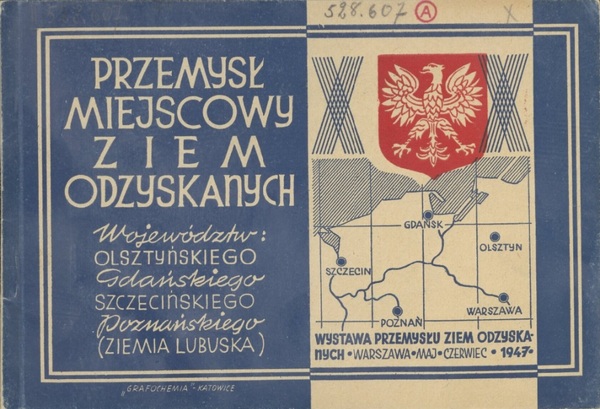 528.607 A X
PRZEMYSŁ
MIEJSCOWY
ZIEM
ODZYSKANYCH
Województw:
OLSZTYŃSKIEGO
Gdańskiego
SZCZECIŃSKIEGO
Poznańskiego
(ZIEMIA LUBUSKA)
GDAŃSK
OLSZTYN
SZCZECIN
WARSZAWA
POZNAŃ
WYSTAWA PRZEMYSŁU ZIEM ODZYSKA-
NYCH • WARSZAWA • MAJ • CZERWIEC • 1947 •
„GRAFOCHEMIA" - KATOWICE